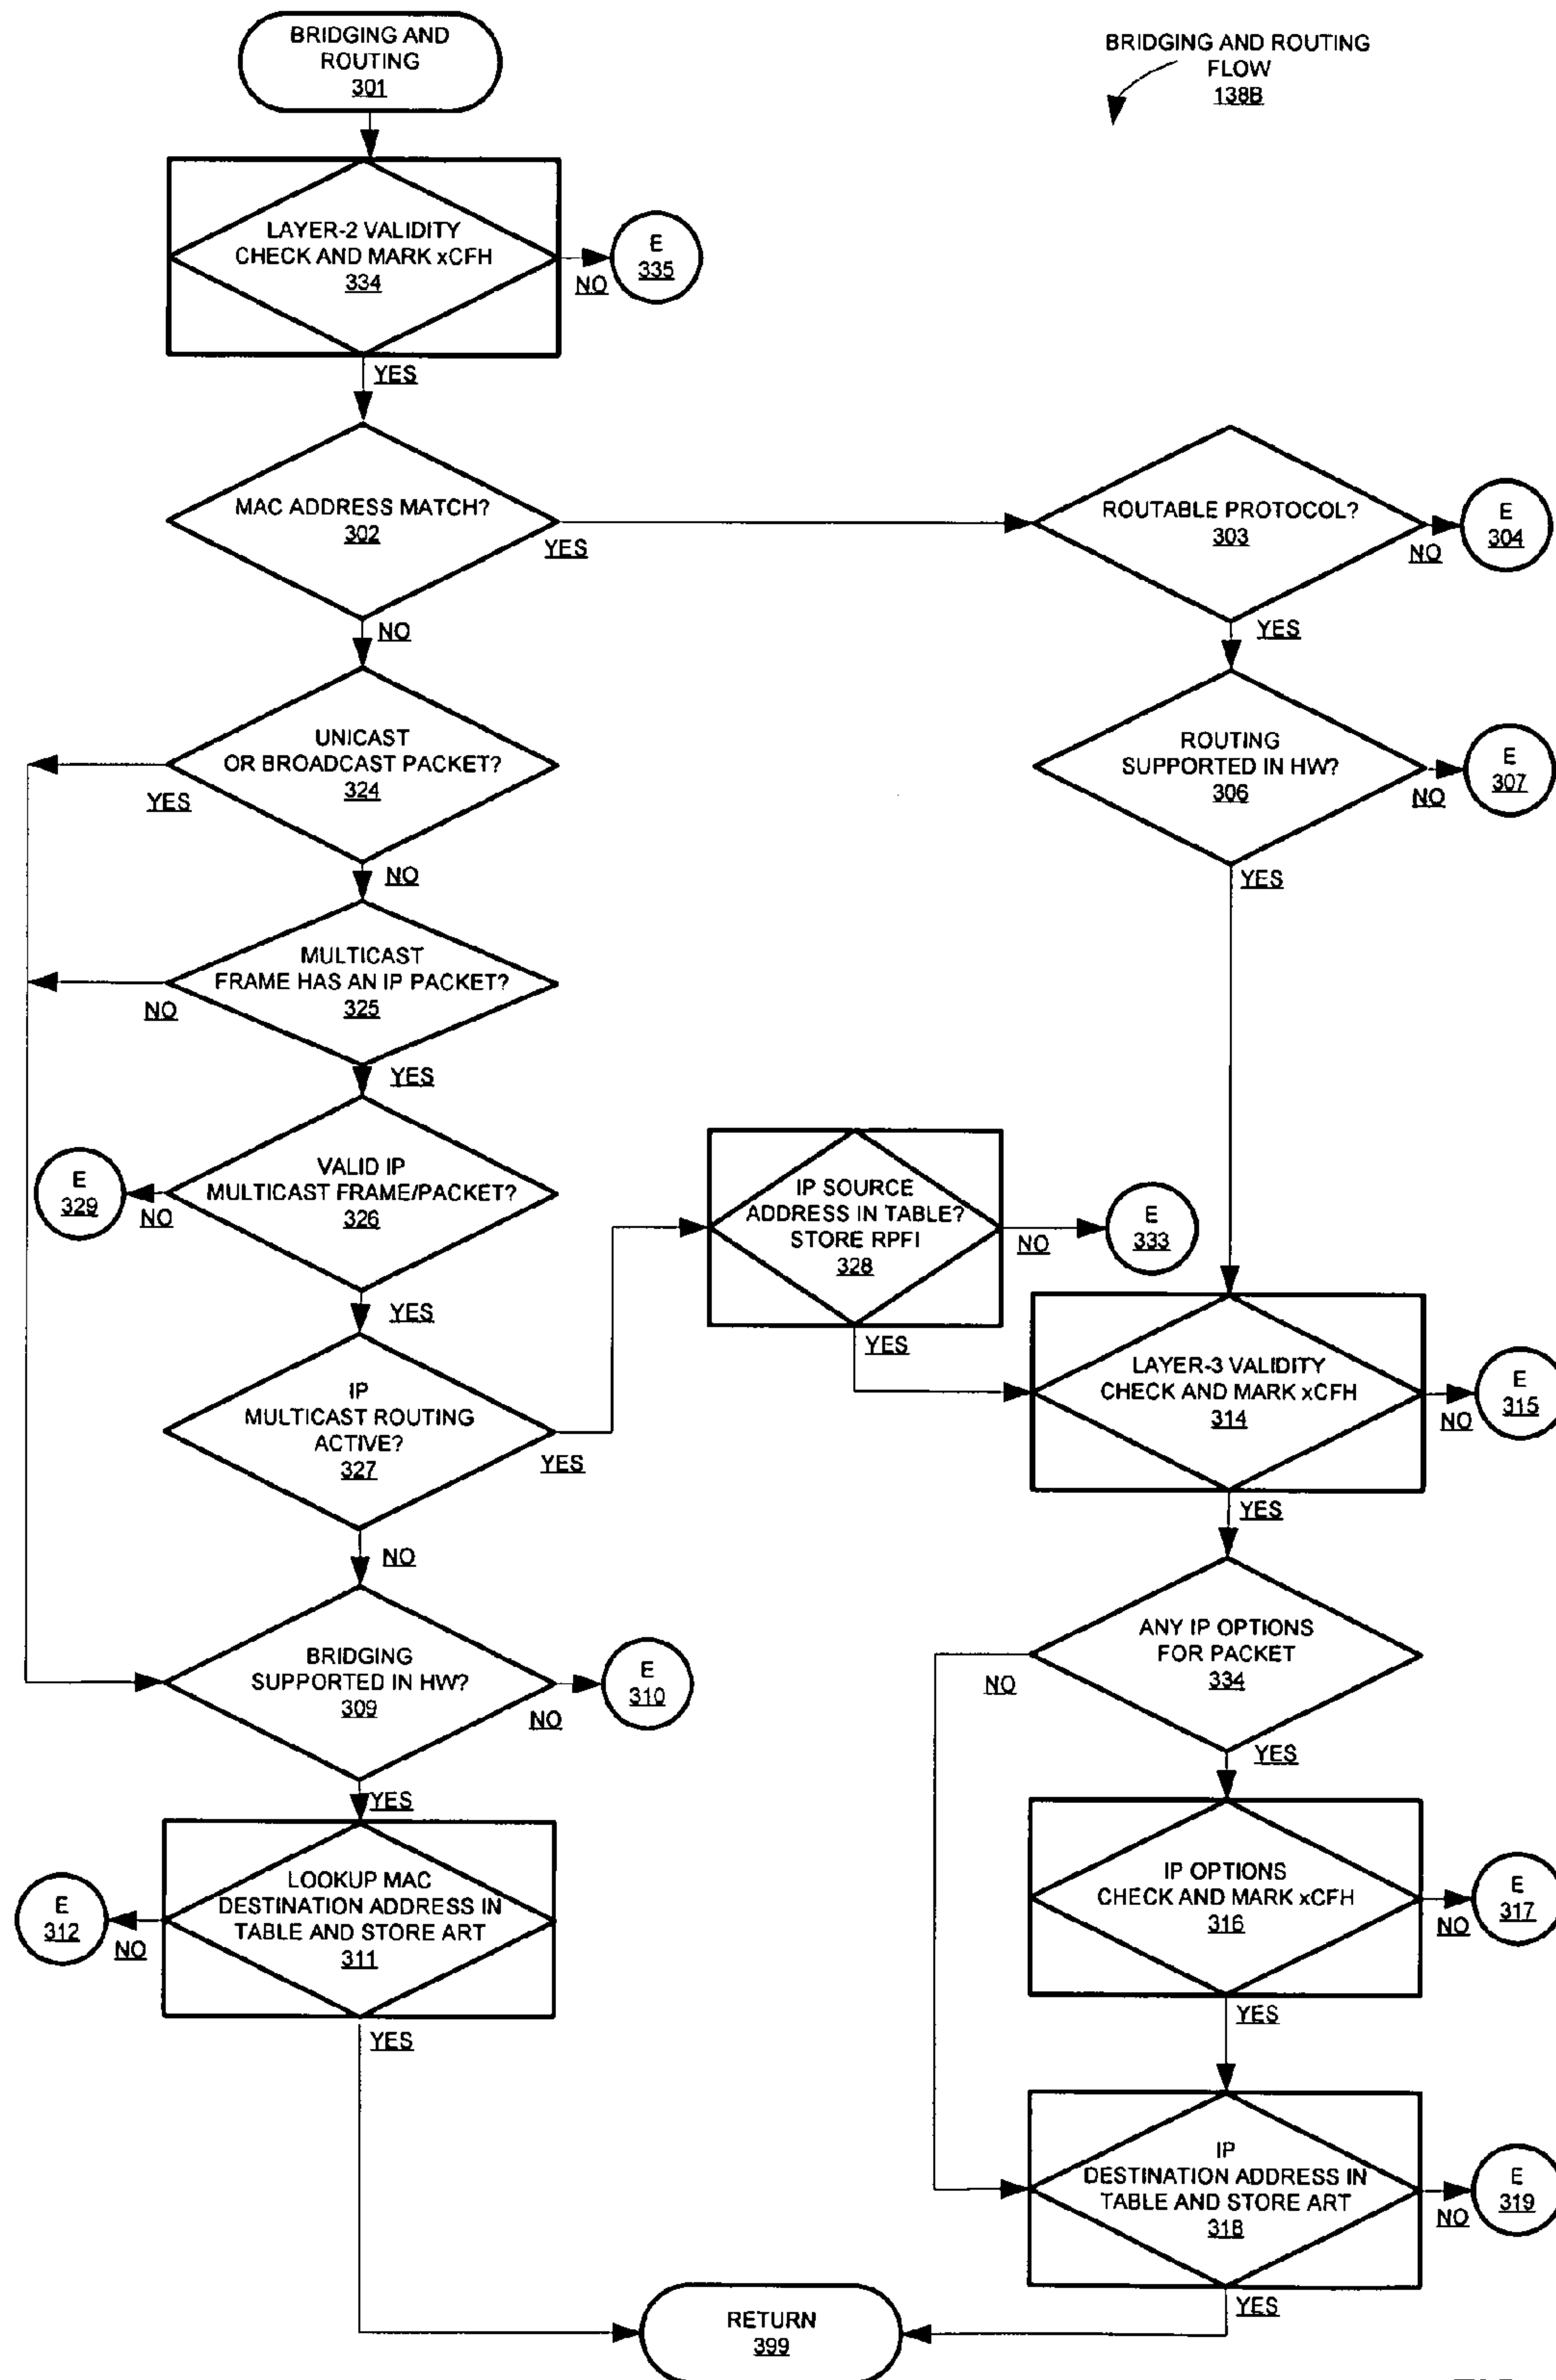 BRIDGING AND
ROUTING
301
BRIDGING AND ROUTING
FLOW
138B
LAYER-2 VALIDITY
CHECK AND MARK xCFH
334
E
335
NO
YES
MAC ADDRESS MATCH?
302
YES
ROUTABLE PROTOCOL?
303
E
304
NO
NO
YES
UNICAST
OR BROADCAST PACKET?
324
YES
ROUTING
SUPPORTED IN HW?
306
E
307
NO
NO
YES
MULTICAST
FRAME HAS AN IP PACKET?
325
NO
YES
VALID IP
MULTICAST FRAME/PACKET?
326
E
329
NO
YES
IP SOURCE
ADDRESS IN TABLE?
STORE RPFI
328
E
333
NO
YES
LAYER-3 VALIDITY
CHECK AND MARK xCFH
314
E
315
NO
YES
IP
MULTICAST ROUTING
ACTIVE?
327
YES
NO
BRIDGING
SUPPORTED IN HW?
309
E
310
NO
YES
ANY IP OPTIONS
FOR PACKET
334
NO
YES
LOOKUP MAC
DESTINATION ADDRESS IN
TABLE AND STORE ART
311
E
312
NO
YES
IP OPTIONS
CHECK AND MARK xCFH
316
E
317
NO
YES
IP
DESTINATION ADDRESS IN
TABLE AND STORE ART
318
E
319
NO
YES
RETURN
399